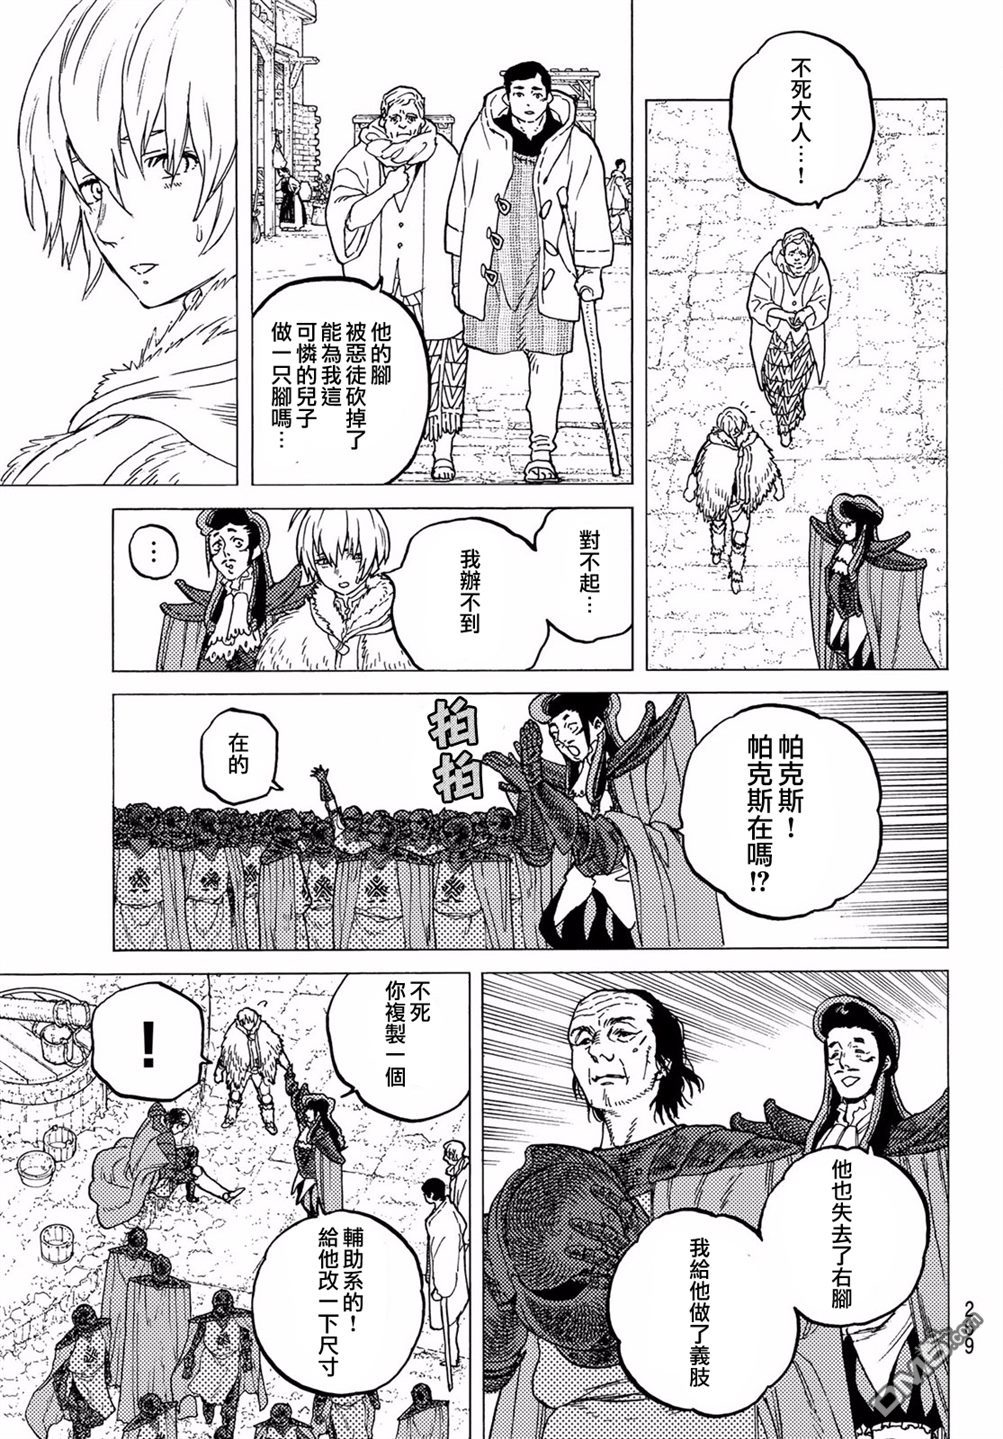 不死大人…！
他的腳
被惡徒砍掉了
能為我這
可憐的兒子
做一只腳嗎…
對不起…
我辦不到
…
帕克斯！
帕克斯在嗎!?
拍拍
在的
他也失去了右腳
我給他做了義肢
不死
你複製一個
！
輔助系的！
給他改一下尺寸
239
DM5.com